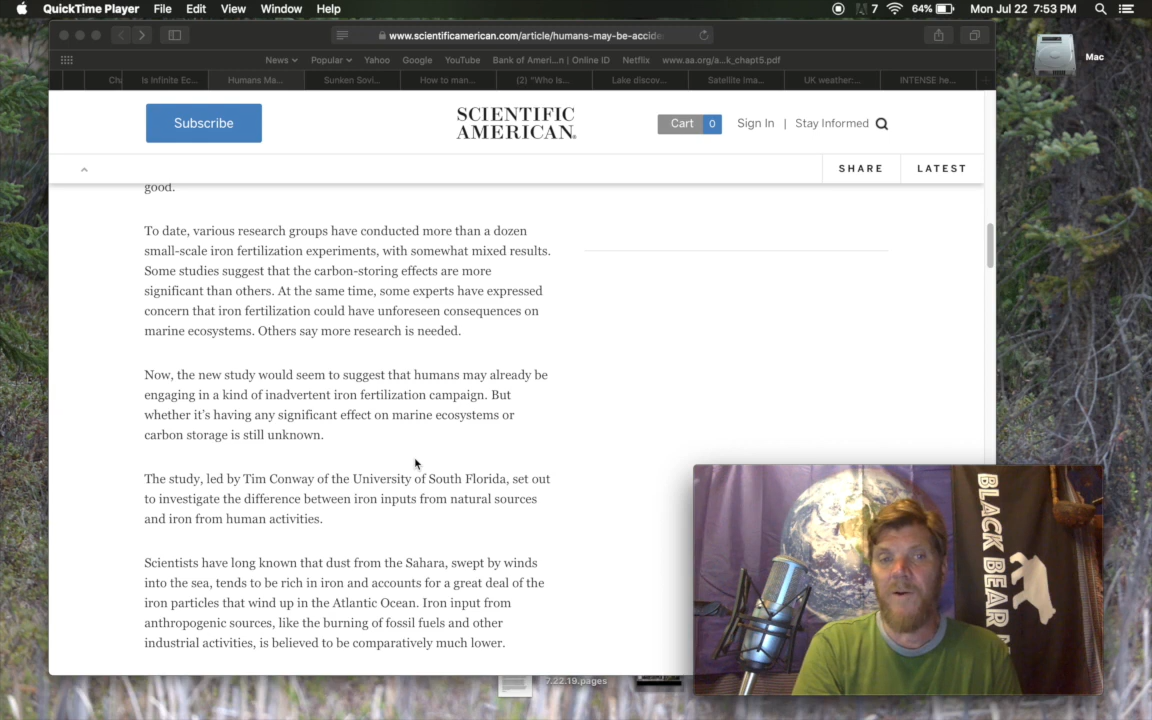 QuickTime Player File Edit View Window Help 7 64% Mon Jul 22 7:53 PM
www.scientificamerican.com/article/humans-may-be-accide
Mac
News Popular Yahoo Google YouTube Bank of Ameri...n | Online ID Netflix www.aa.org/a...k_chapt5.pdf
Ch Is Infinite Ec... Humans Ma... Sunken Sovi... How to man... (2) "Who Is... Lake discov... Satellite Ima... UK weather:... INTENSE he...
Subscribe
SCIENTIFIC
AMERICAN®
Cart 0 Sign In | Stay Informed
SHARE LATEST
good.
To date, various research groups have conducted more than a dozen
small-scale iron fertilization experiments, with somewhat mixed results.
Some studies suggest that the carbon-storing effects are more
significant than others. At the same time, some experts have expressed
concern that iron fertilization could have unforeseen consequences on
marine ecosystems. Others say more research is needed.
Now, the new study would seem to suggest that humans may already be
engaging in a kind of inadvertent iron fertilization campaign. But
whether it's having any significant effect on marine ecosystems or
carbon storage is still unknown.
The study, led by Tim Conway of the University of South Florida, set out
to investigate the difference between iron inputs from natural sources
and iron from human activities.
Scientists have long known that dust from the Sahara, swept by winds
into the sea, tends to be rich in iron and accounts for a great deal of the
iron particles that wind up in the Atlantic Ocean. Iron input from
anthropogenic sources, like the burning of fossil fuels and other
industrial activities, is believed to be comparatively much lower.
BLACK BEAR
7.22.19.pages